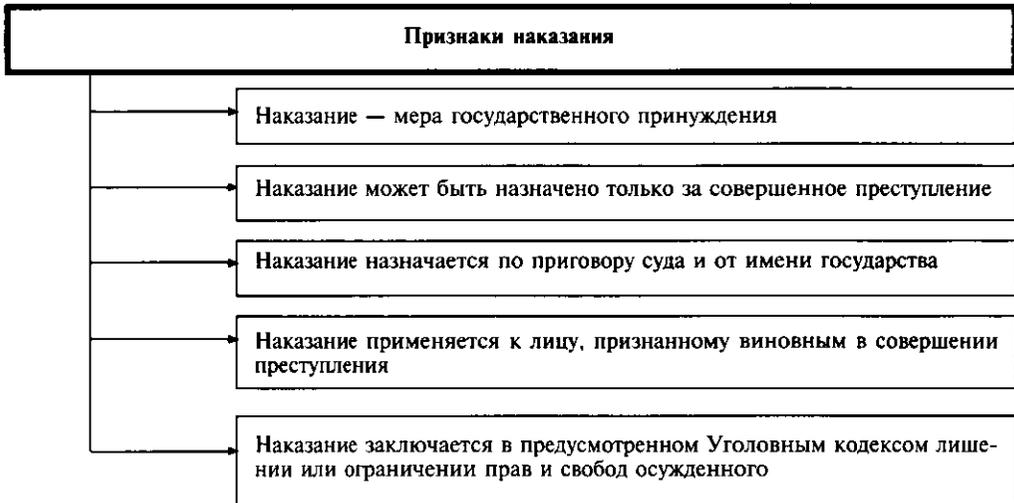 Признаки наказания
Наказание — мера государственного принуждения
Наказание может быть назначено только за совершенное преступление
Наказание назначается по приговору суда и от имени государства
Наказание применяется к лицу, признанному виновным в совершении
преступления
Наказание заключается в предусмотренном Уголовным кодексом лише-
нии или ограничении прав и свобод осужденного